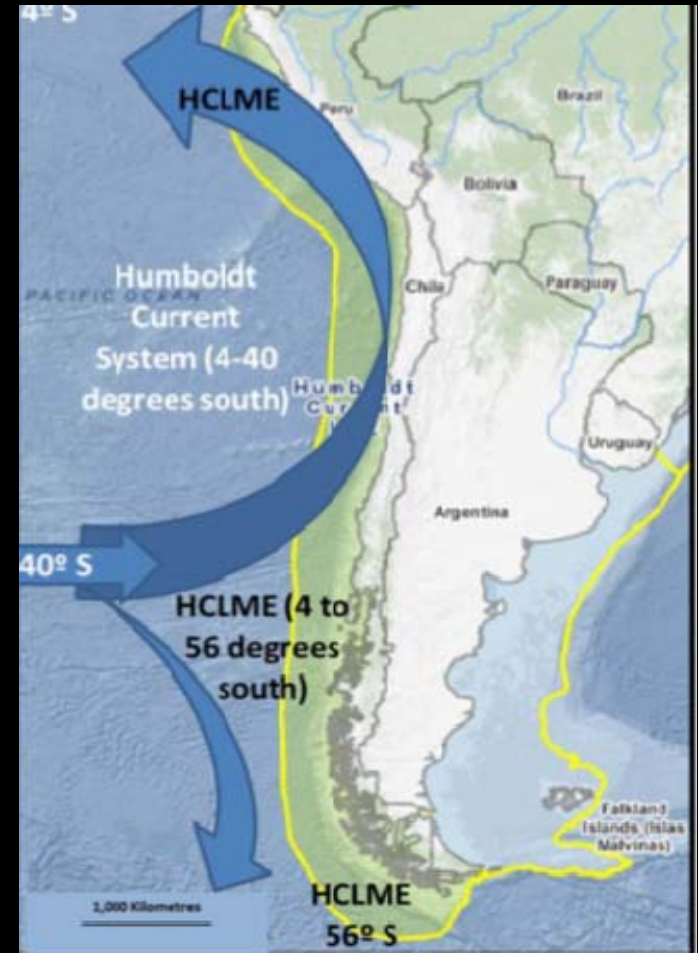 4º S
HCLME
Peru
Brazil
Bolivia
Humboldt
PACIFIC OCEAN
Current
System (4-40
degrees south)
Chile
Paraguay
Humboldt
Current
Uruguay
Argentina
40º S
HCLME (4 to
56 degrees
south)
Falkland
Islands (Islas
Malvinas)
1,000 Kilometres
HCLME
56º S